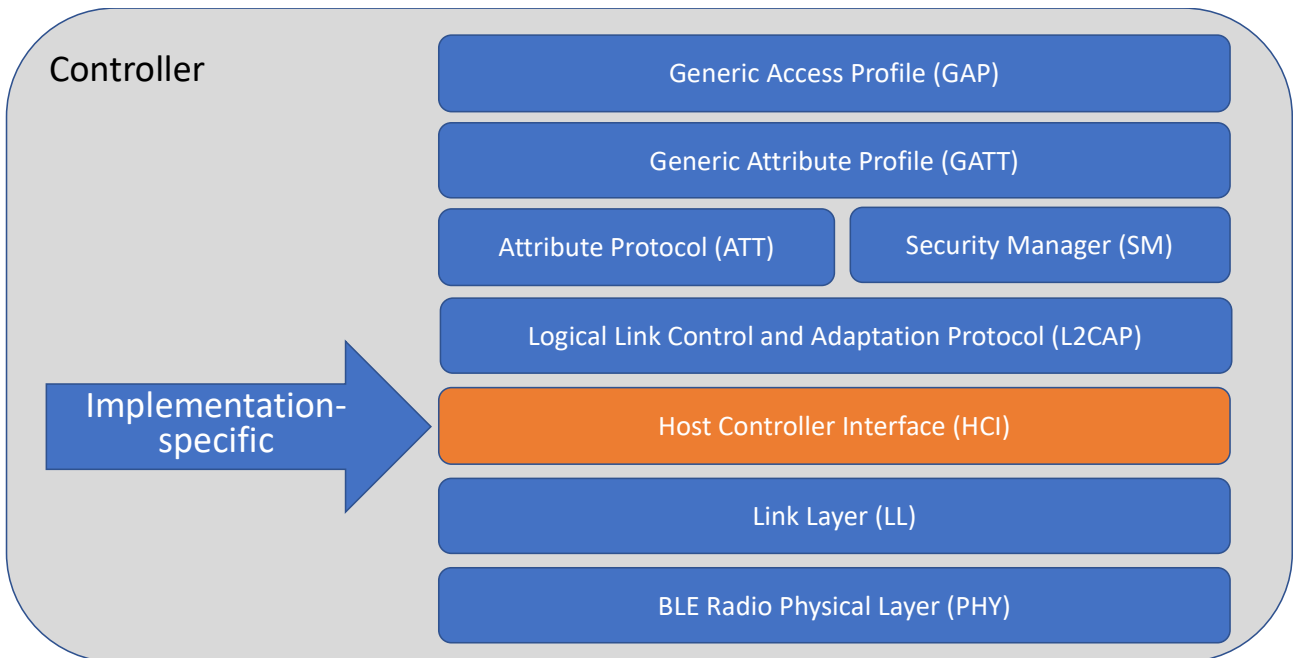 Controller
Generic Access Profile (GAP)
Generic Attribute Profile (GATT)
Attribute Protocol (ATT)
Security Manager (SM)
Logical Link Control and Adaptation Protocol (L2CAP)
Implementation-
specific
Host Controller Interface (HCI)
Link Layer (LL)
BLE Radio Physical Layer (PHY)